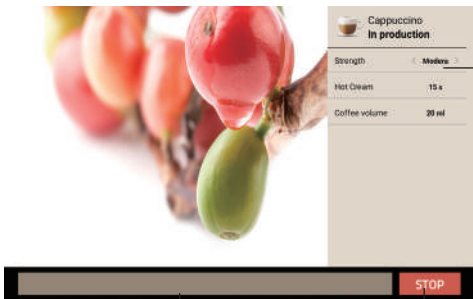 Cappuccino
In production
Strength < Modera >
Hot Cream 15 s
Coffee volume 20 ml
STOP